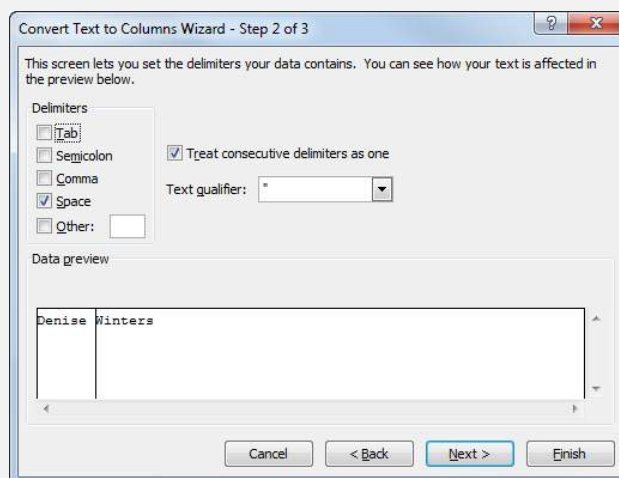 Convert Text to Columns Wizard - Step 2 of 3
This screen lets you set the delimiters your data contains. You can see how your text is affected in
the preview below.
Delimiters
Tab
Semicolon
Comma
Space
Other:
Treat consecutive delimiters as one
Text qualifier: "
Data preview
Denise Winters
Cancel < Back Next > Finish